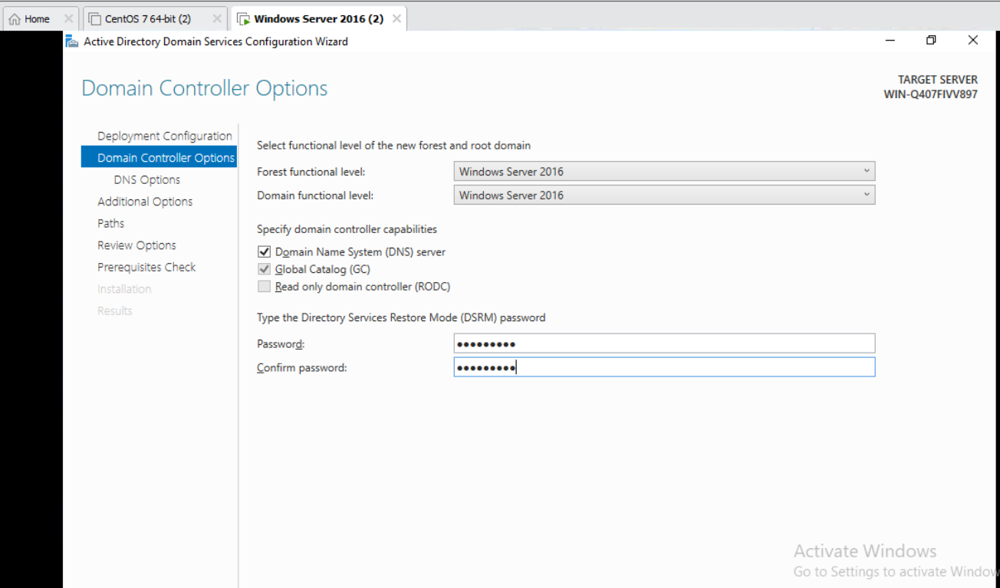 Home
CentOS 7 64-bit (2)
Windows Server 2016 (2)
Active Directory Domain Services Configuration Wizard
Domain Controller Options
TARGET SERVER
WIN-Q407FIVV897
Deployment Configuration
Domain Controller Options
DNS Options
Additional Options
Paths
Review Options
Prerequisites Check
Installation
Results
Select functional level of the new forest and root domain
Forest functional level: Windows Server 2016
Domain functional level: Windows Server 2016
Specify domain controller capabilities
Domain Name System (DNS) server
Global Catalog (GC)
Read only domain controller (RODC)
Type the Directory Services Restore Mode (DSRM) password
Password: •••••••••
Confirm password: •••••••••
Activate Windows
Go to Settings to activate Window